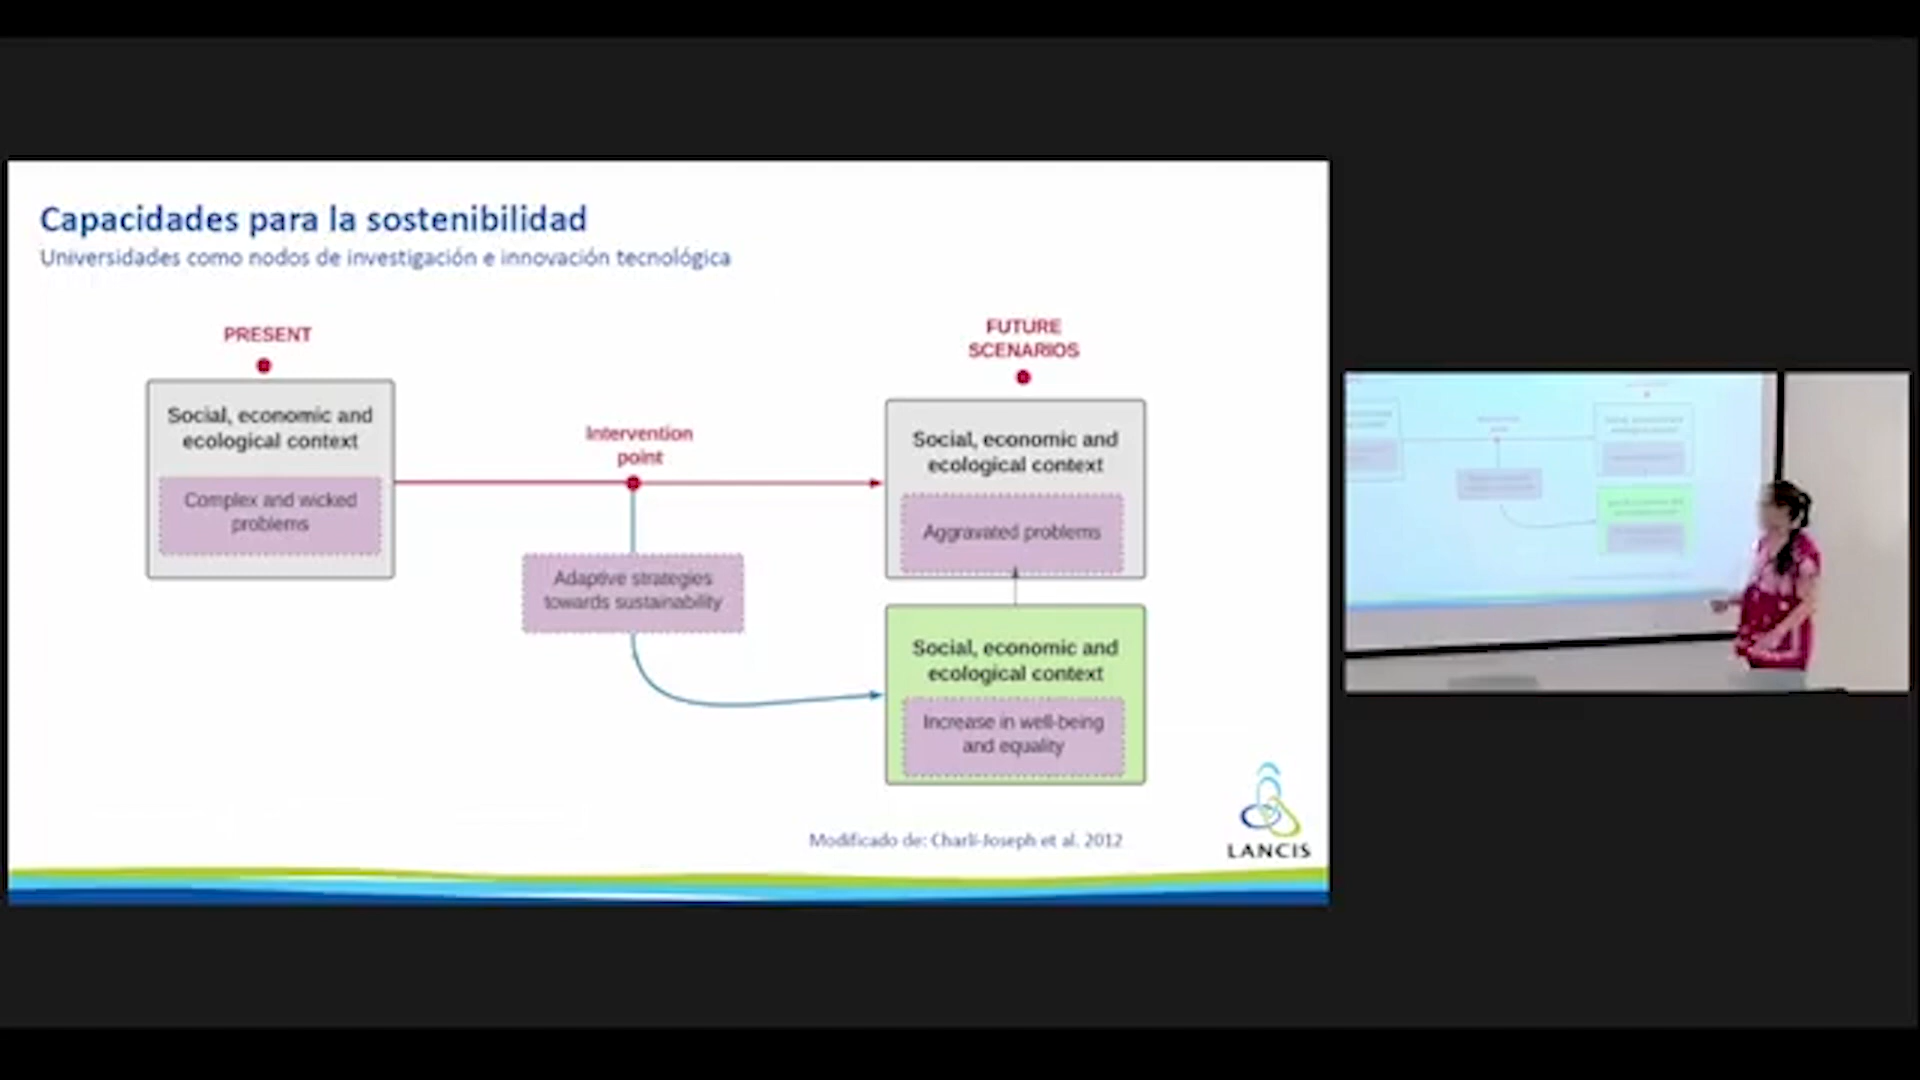 Capacidades para la sostenibilidad
Universidades como nodos de investigación e innovación tecnológica
PRESENT
FUTURE
SCENARIOS
Social, economic and
ecological context
Complex and wicked
problems
Intervention
point
Social, economic and
ecological context
Aggravated problems
Adaptive strategies
towards sustainability
Social, economic and
ecological context
Increase in well-being
and equality
Modificado de: Charli-Joseph et al. 2012
LANCIS